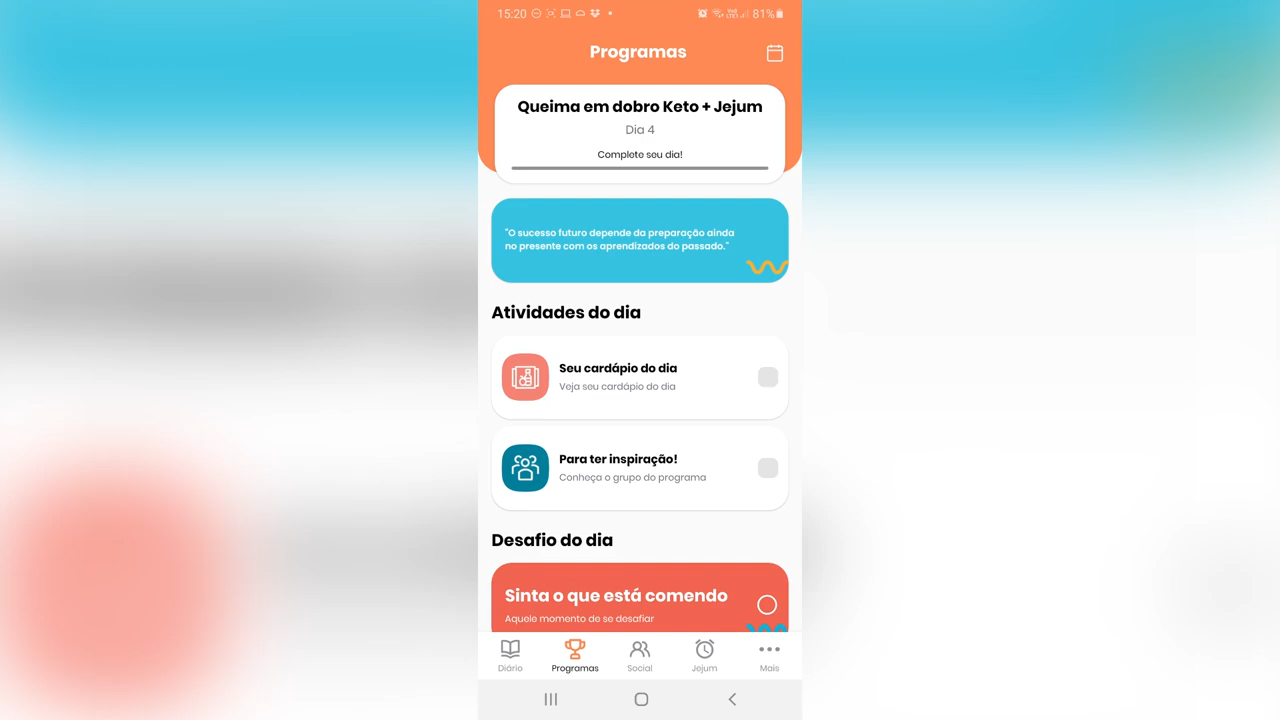 15:20
81%
Programas
Queima em dobro Keto + Jejum
Dia 4
Complete seu dia!
"O sucesso futuro depende da preparação ainda
no presente com os aprendizados do passado."
Atividades do dia
Seu cardápio do dia
Veja seu cardápio do dia
Para ter inspiração!
Conheça o grupo do programa
Desafio do dia
Sinta o que está comendo
Aquele momento de se desafiar
Diário
Programas
Social
Jejum
Mais